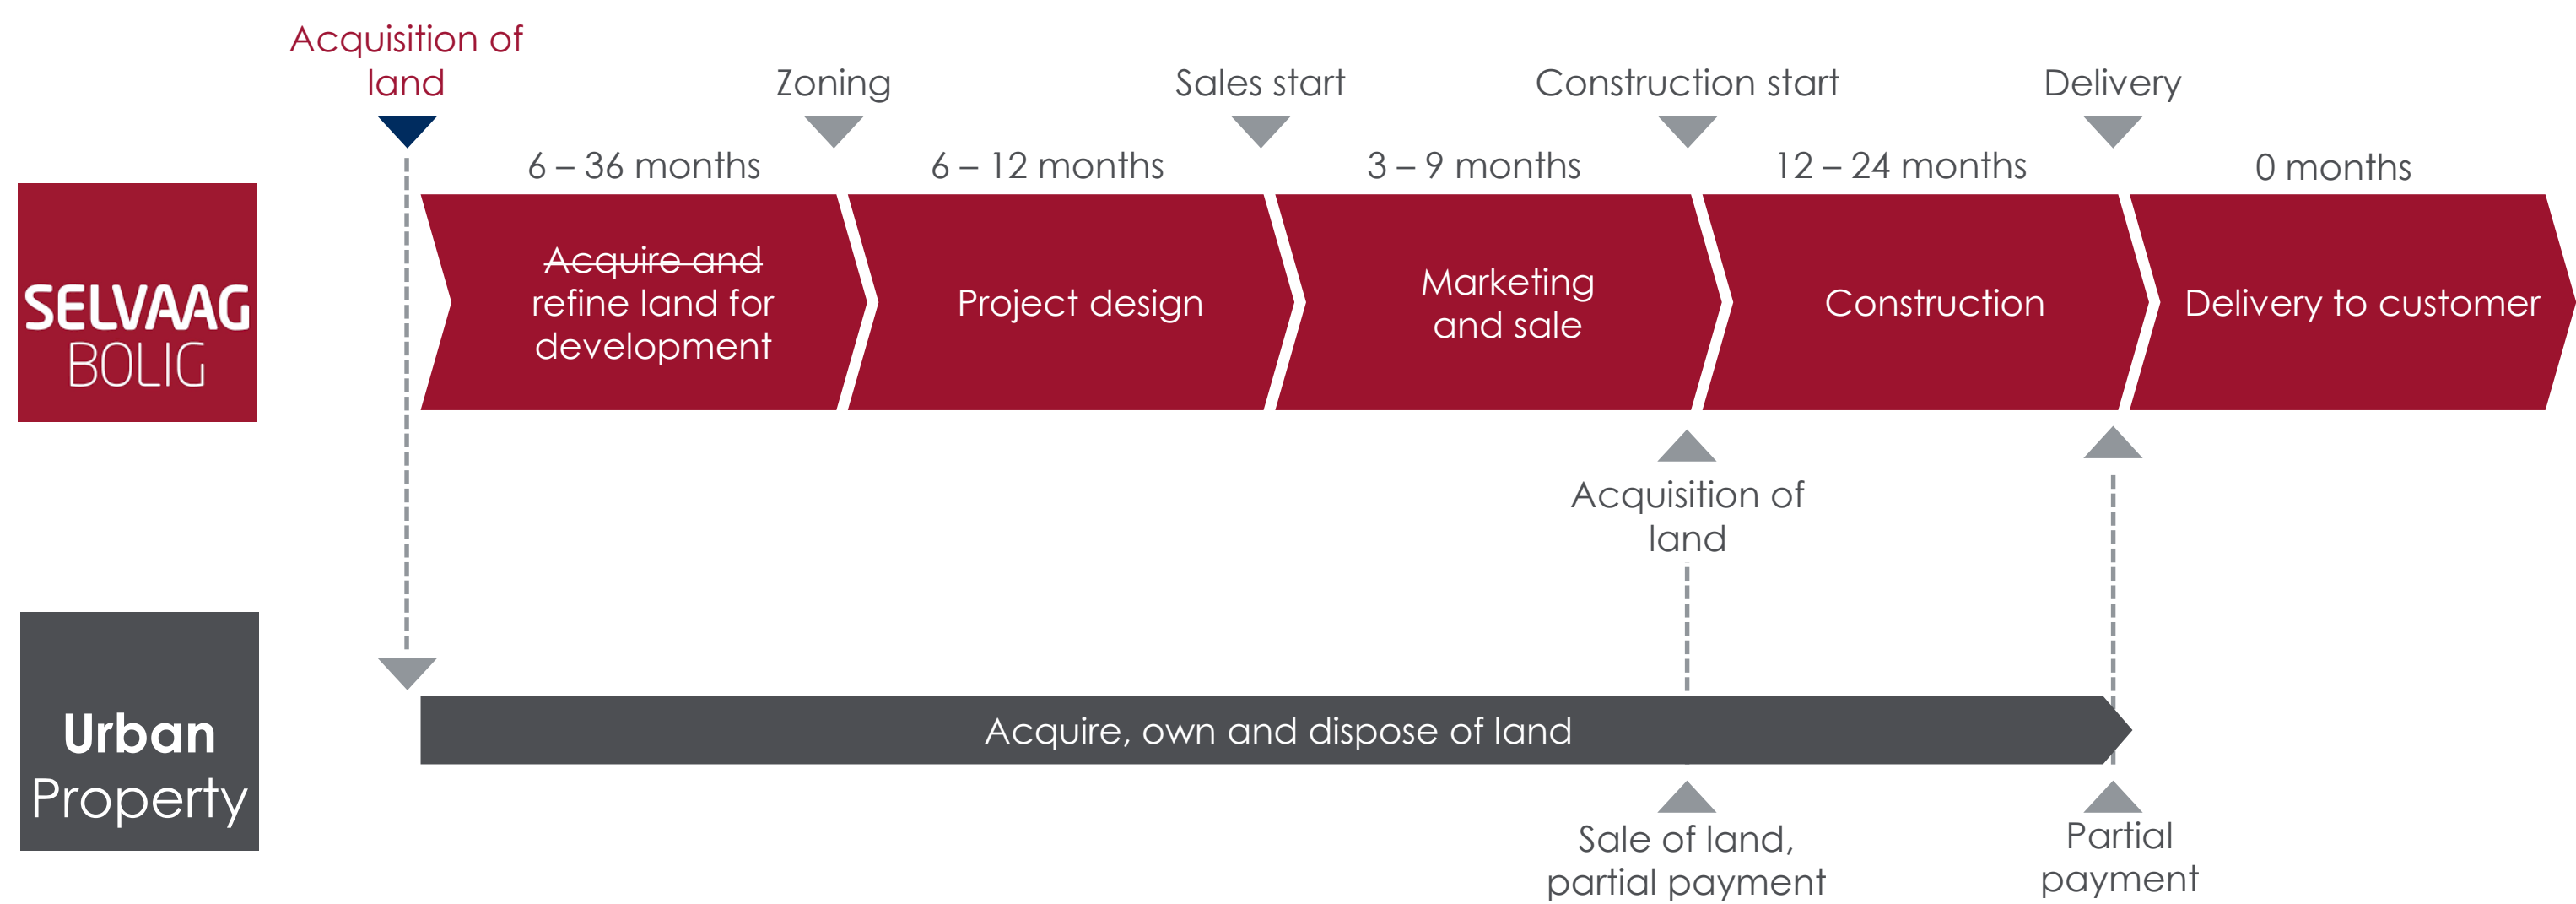 Acquisition of
land
Zoning
Sales start
Construction start
Delivery
6 – 36 months
6 – 12 months
3 – 9 months
12 – 24 months
0 months
SELVAAG
BOLIG
Acquire and
refine land for
development
Project design
Marketing
and sale
Construction
Delivery to customer
Acquisition of
land
Urban
Property
Acquire, own and dispose of land
Sale of land,
partial payment
Partial
payment